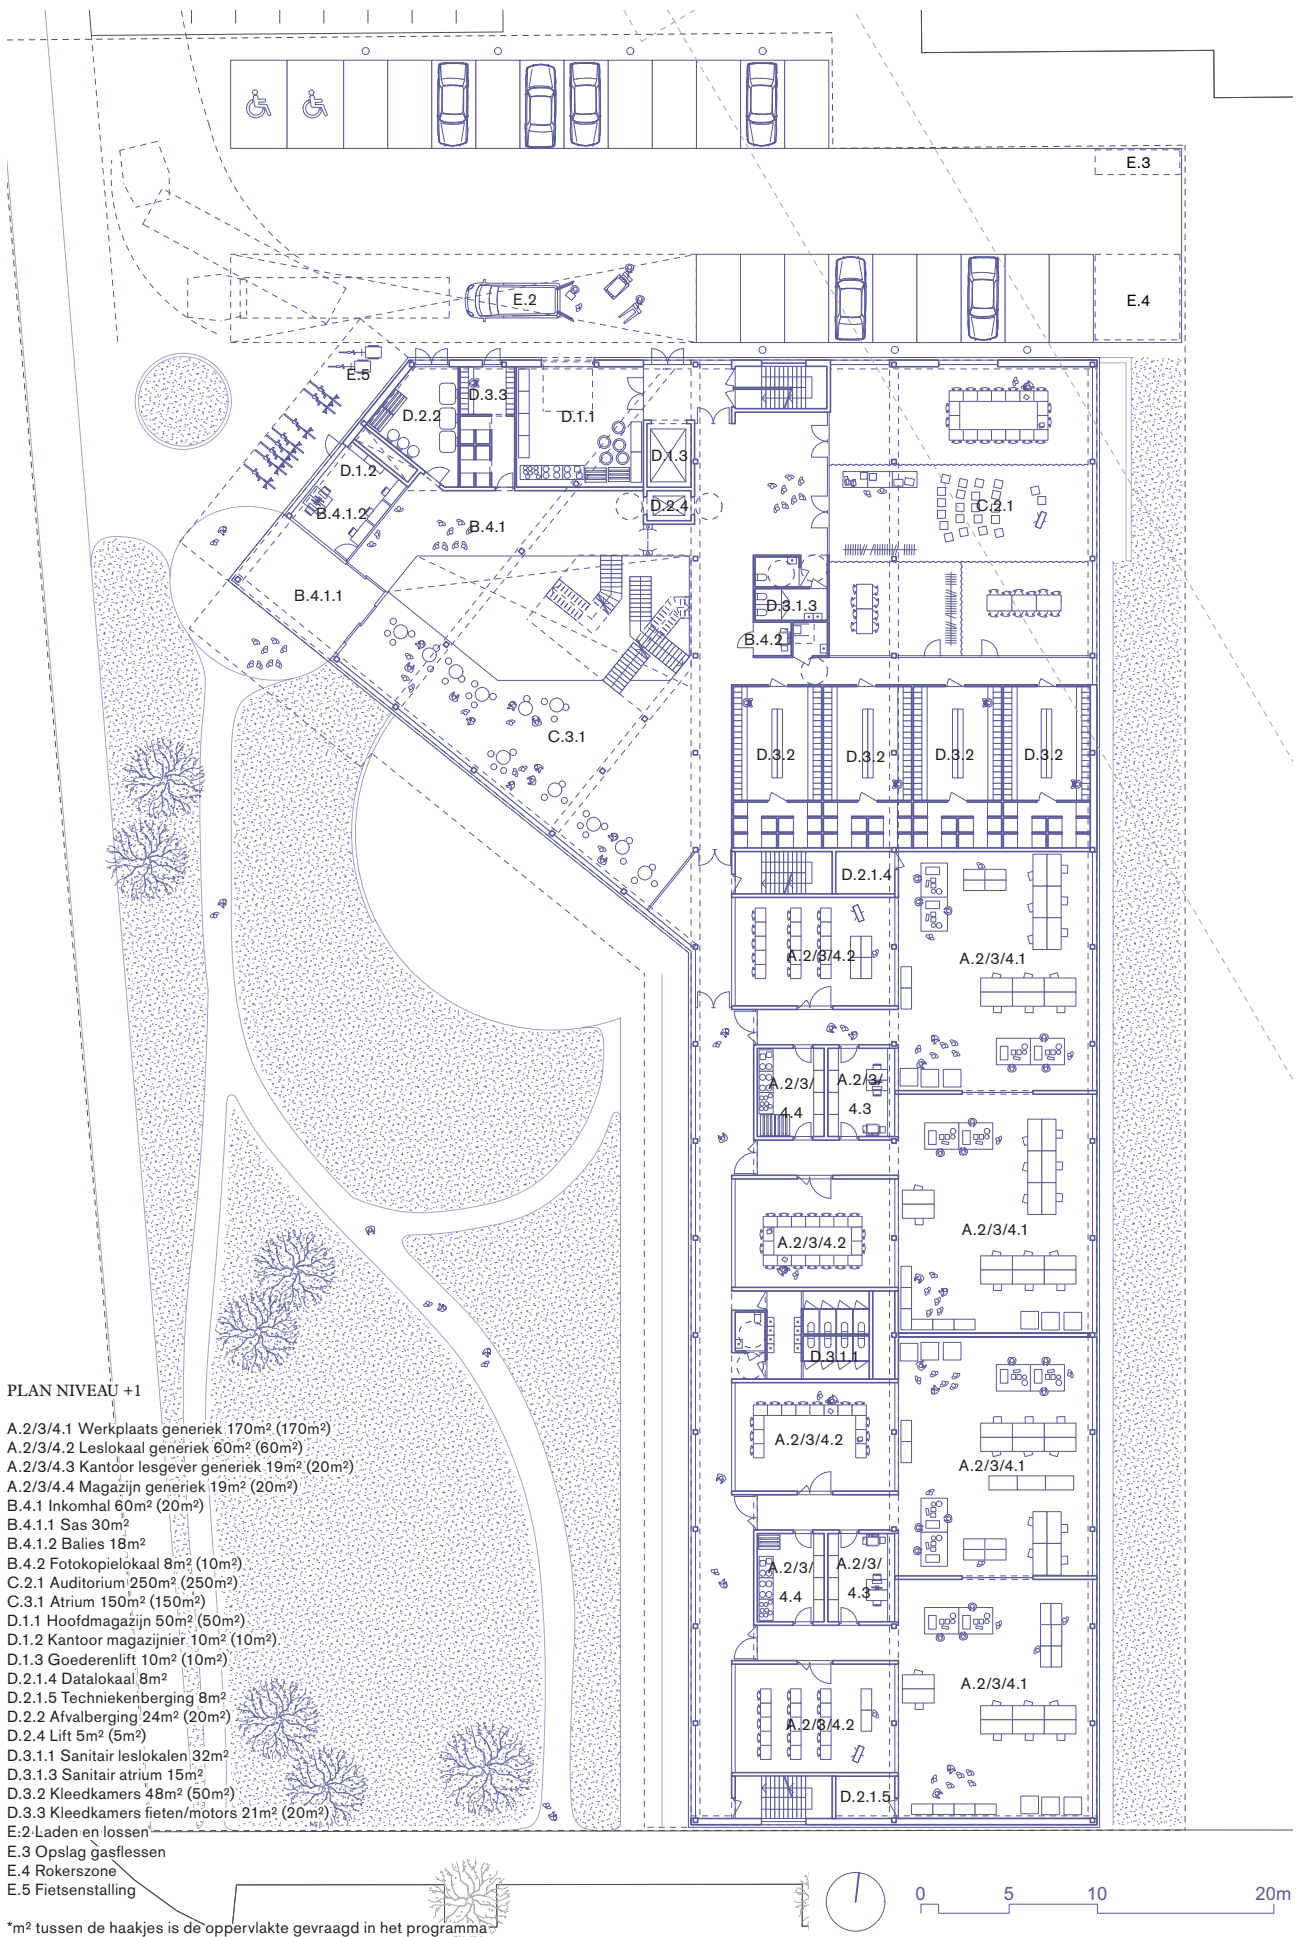 E.3
E.2
E.4
E.5
D.3.3
D.2.2
D.1.1
D.1.3
D.1.2
D.2.4
C.2.1
B.4.1.2
B.4.1
B.4.1.1
D.3.1.3
B.4.2
C.3.1
D.3.2
D.3.2
D.3.2
D.3.2
D.2.1.4
A.2/3/4.2
A.2/3/4.1
A.2/3/
4.4
A.2/3/
4.3
A.2/3/4.2
A.2/3/4.1
D.3.1.1
A.2/3/4.2
A.2/3/4.1
A.2/3/
4.4
A.2/3/
4.3
A.2/3/4.2
A.2/3/4.1
D.2.1.5
PLAN NIVEAU +1
A.2/3/4.1 Werkplaats generiek 170m² (170m²)
A.2/3/4.2 Leslokaal generiek 60m² (60m²)
A.2/3/4.3 Kantoor lesgever generiek 19m² (20m²)
A.2/3/4.4 Magazijn generiek 19m² (20m²)
B.4.1 Inkomhal 60m² (20m²)
B.4.1.1 Sas 30m²
B.4.1.2 Balies 18m²
B.4.2 Fotokopielokaal 8m² (10m²)
C.2.1 Auditorium 250m² (250m²)
C.3.1 Atrium 150m² (150m²)
D.1.1 Hoofdmagazijn 50m² (50m²)
D.1.2 Kantoor magazijnier 10m² (10m²)
D.1.3 Goederenlift 10m² (10m²)
D.2.1.4 Datalokaal 8m²
D.2.1.5 Techniekenberging 8m²
D.2.2 Afvalberging 24m² (20m²)
D.2.4 Lift 5m² (5m²)
D.3.1.1 Sanitair leslokalen 32m²
D.3.1.3 Sanitair atrium 15m²
D.3.2 Kleedkamers 48m² (50m²)
D.3.3 Kleedkamers fieten/motors 21m² (20m²)
E.2 Laden en lossen
E.3 Opslag gasflessen
E.4 Rokerszone
E.5 Fietsenstalling
*m² tussen de haakjes is de oppervlakte gevraagd in het programma
0 5 10 20m